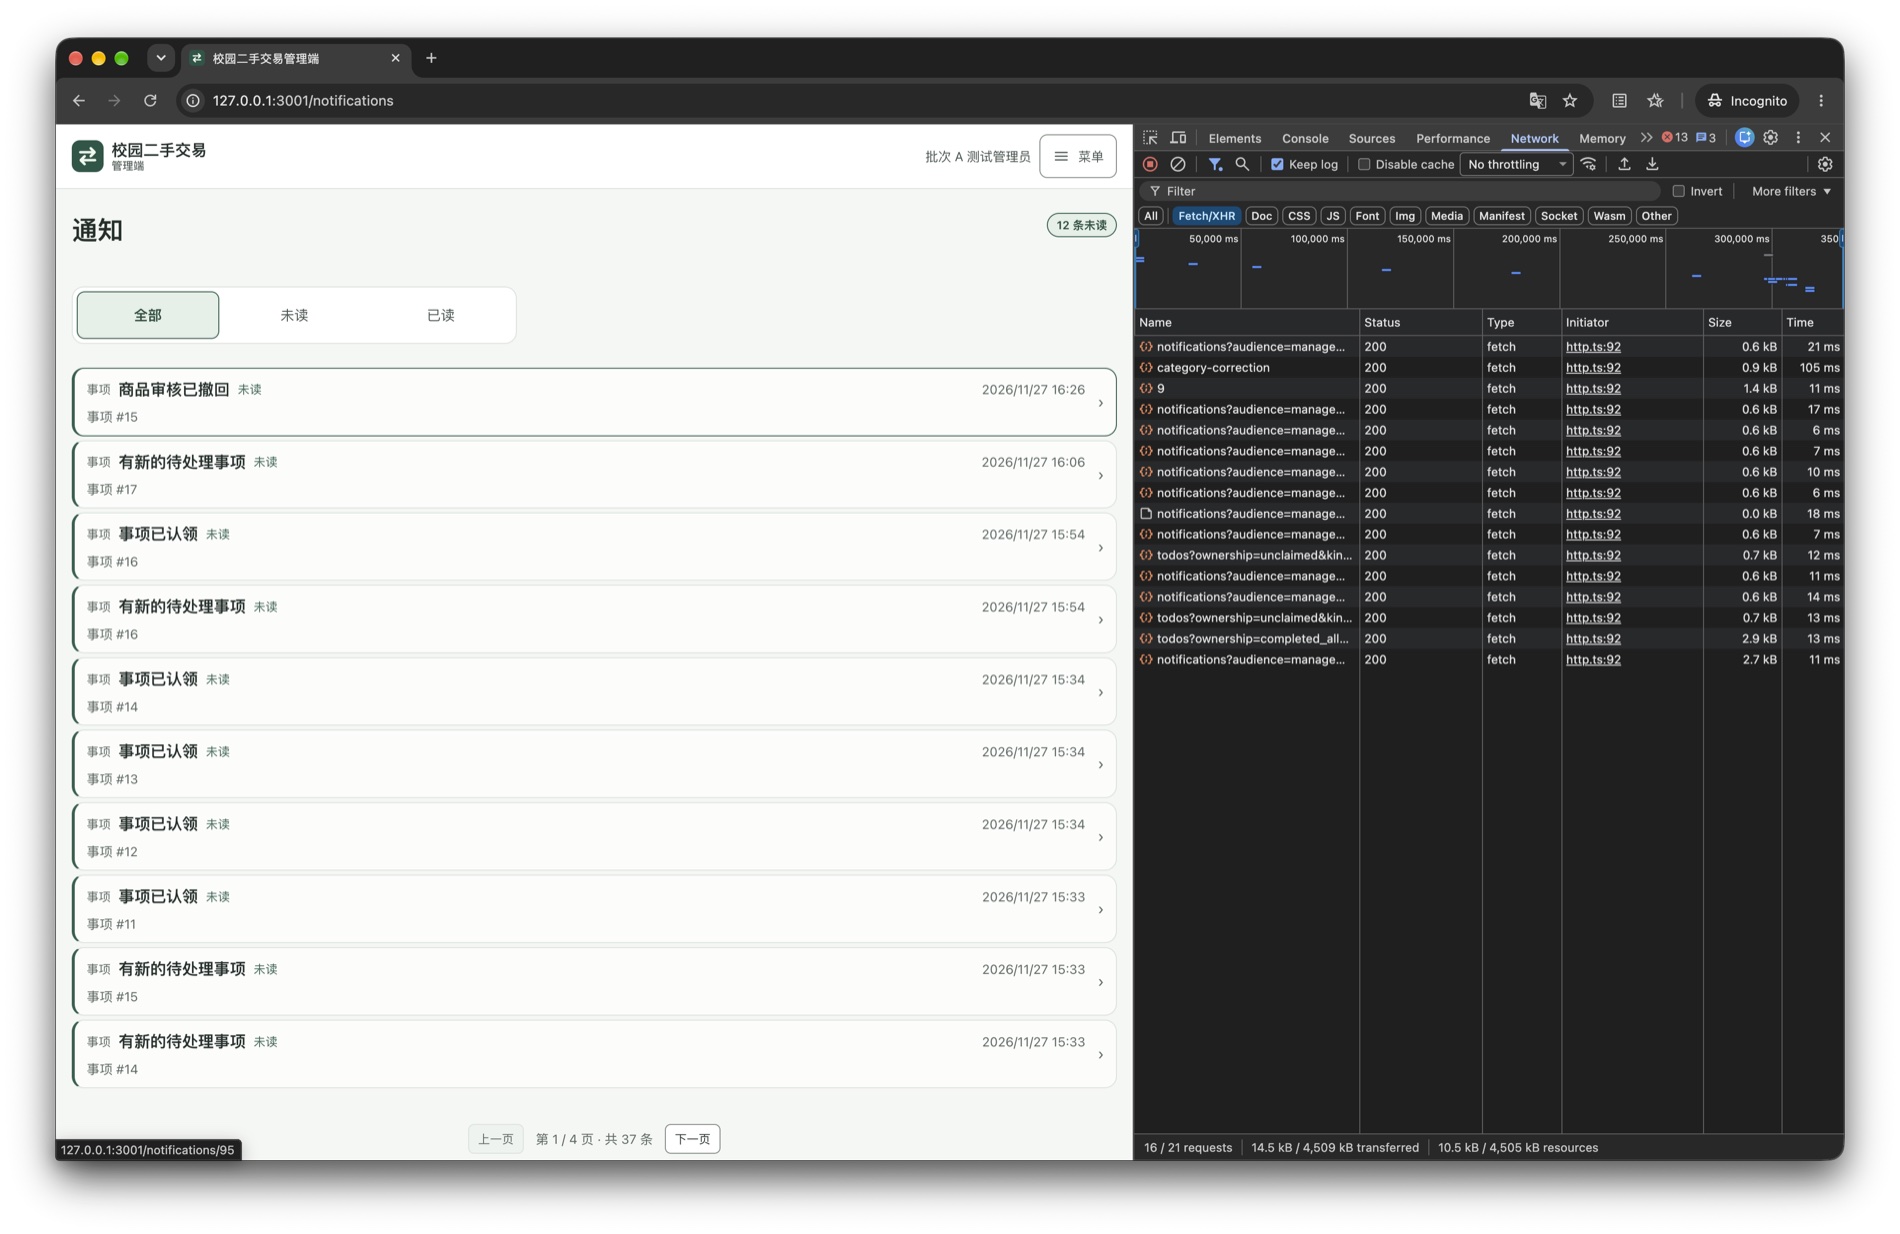 校园二手交易管理端
127.0.0.1:3001/notifications
Incognito
校园二手交易
管理端
批次 A 测试管理员
菜单
通知
12 条未读
全部
未读
已读
事项 商品审核已撤回 未读 2026/11/27 16:26
事项 #15
事项 有新的待处理事项 未读 2026/11/27 16:06
事项 #17
事项 事项已认领 未读 2026/11/27 15:54
事项 #16
事项 有新的待处理事项 未读 2026/11/27 15:54
事项 #16
事项 事项已认领 未读 2026/11/27 15:34
事项 #14
事项 事项已认领 未读 2026/11/27 15:34
事项 #13
事项 事项已认领 未读 2026/11/27 15:34
事项 #12
事项 事项已认领 未读 2026/11/27 15:33
事项 #11
事项 有新的待处理事项 未读 2026/11/27 15:33
事项 #15
事项 有新的待处理事项 未读 2026/11/27 15:33
事项 #14
上一页 第 1 / 4 页 · 共 37 条 下一页
127.0.0.1:3001/notifications/95
Elements Console Sources Performance Network Memory 13 3
Keep log Disable cache No throttling
Filter Invert More filters
All Fetch/XHR Doc CSS JS Font Img Media Manifest Socket Wasm Other
50,000 ms 100,000 ms 150,000 ms 200,000 ms 250,000 ms 300,000 ms 350
Name Status Type Initiator Size Time
notifications?audience=manage... 200 fetch http.ts:92 0.6 kB 21 ms
category-correction 200 fetch http.ts:92 0.9 kB 105 ms
9 200 fetch http.ts:92 1.4 kB 11 ms
notifications?audience=manage... 200 fetch http.ts:92 0.6 kB 17 ms
notifications?audience=manage... 200 fetch http.ts:92 0.6 kB 6 ms
notifications?audience=manage... 200 fetch http.ts:92 0.6 kB 7 ms
notifications?audience=manage... 200 fetch http.ts:92 0.6 kB 10 ms
notifications?audience=manage... 200 fetch http.ts:92 0.6 kB 6 ms
notifications?audience=manage... 200 fetch http.ts:92 0.0 kB 18 ms
notifications?audience=manage... 200 fetch http.ts:92 0.6 kB 7 ms
todos?ownership=unclaimed&kin... 200 fetch http.ts:92 0.7 kB 12 ms
notifications?audience=manage... 200 fetch http.ts:92 0.6 kB 11 ms
notifications?audience=manage... 200 fetch http.ts:92 0.6 kB 14 ms
todos?ownership=unclaimed&kin... 200 fetch http.ts:92 0.7 kB 13 ms
todos?ownership=completed_all... 200 fetch http.ts:92 2.9 kB 13 ms
notifications?audience=manage... 200 fetch http.ts:92 2.7 kB 11 ms
16 / 21 requests 14.5 kB / 4,509 kB transferred 10.5 kB / 4,505 kB resources